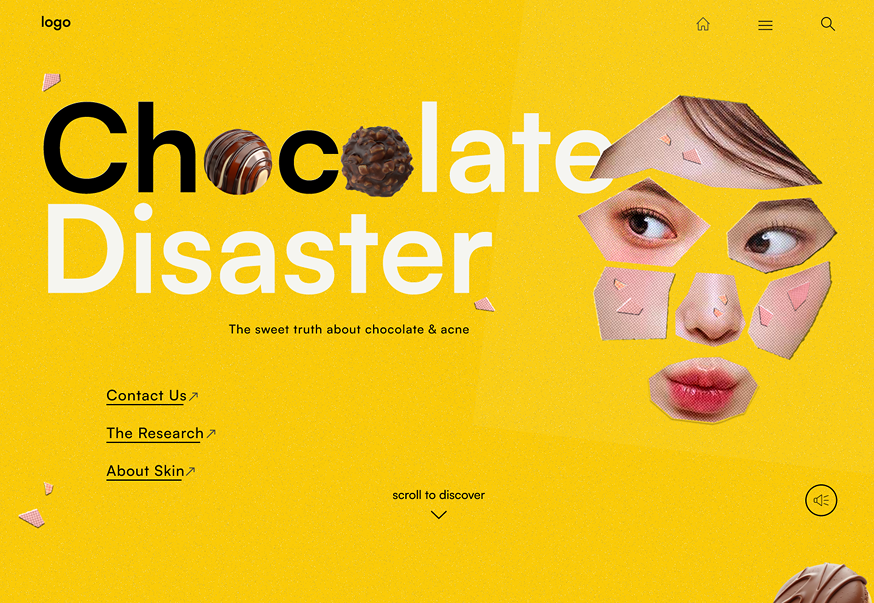 logo
Chocolate
Disaster
The sweet truth about chocolate & acne
Contact Us
The Research
About Skin
scroll to discover